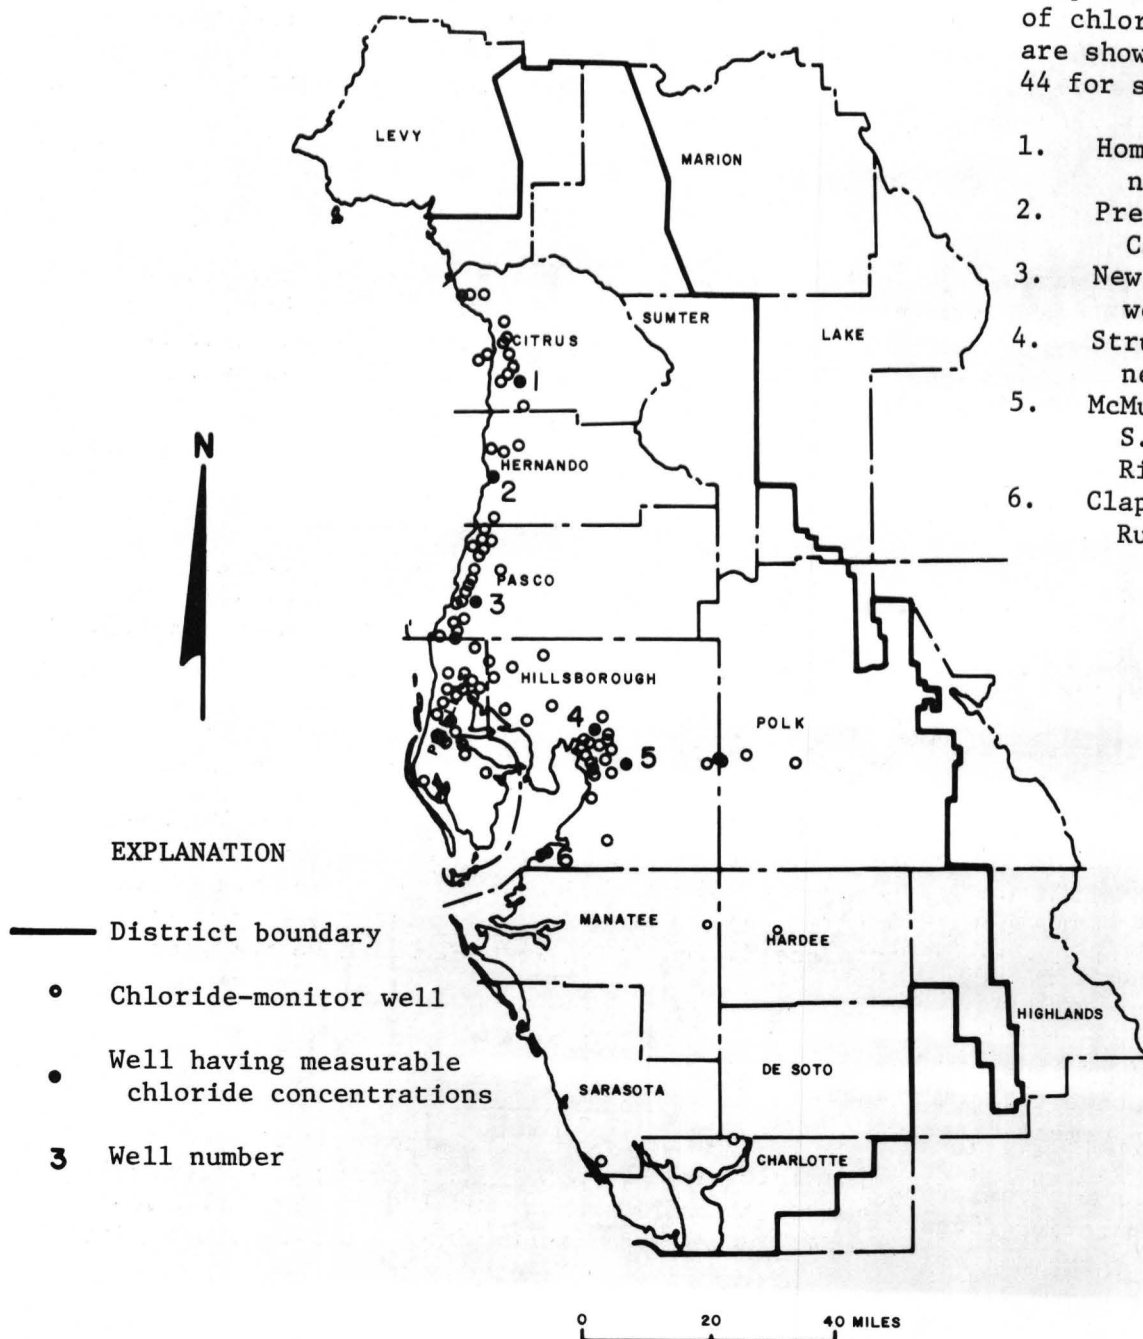 of chlor
are show
44 for s
1. Hom
n
2. Pre
C
3. New
w
4. Stru
ne
5. McMu
S.
Ri
6. Clap
Ru
LEVY
MARION
SUMTER
LAKE
CITRUS
1
N
HERNANDO
2
PASCO
3
HILLSBOROUGH
POLK
4
5
6
EXPLANATION
District boundary
Chloride-monitor well
Well having measurable
chloride concentrations
3 Well number
MANATEE
HARDEE
HIGHLANDS
DE SOTO
SARASOTA
CHARLOTTE
0 20 40 MILES